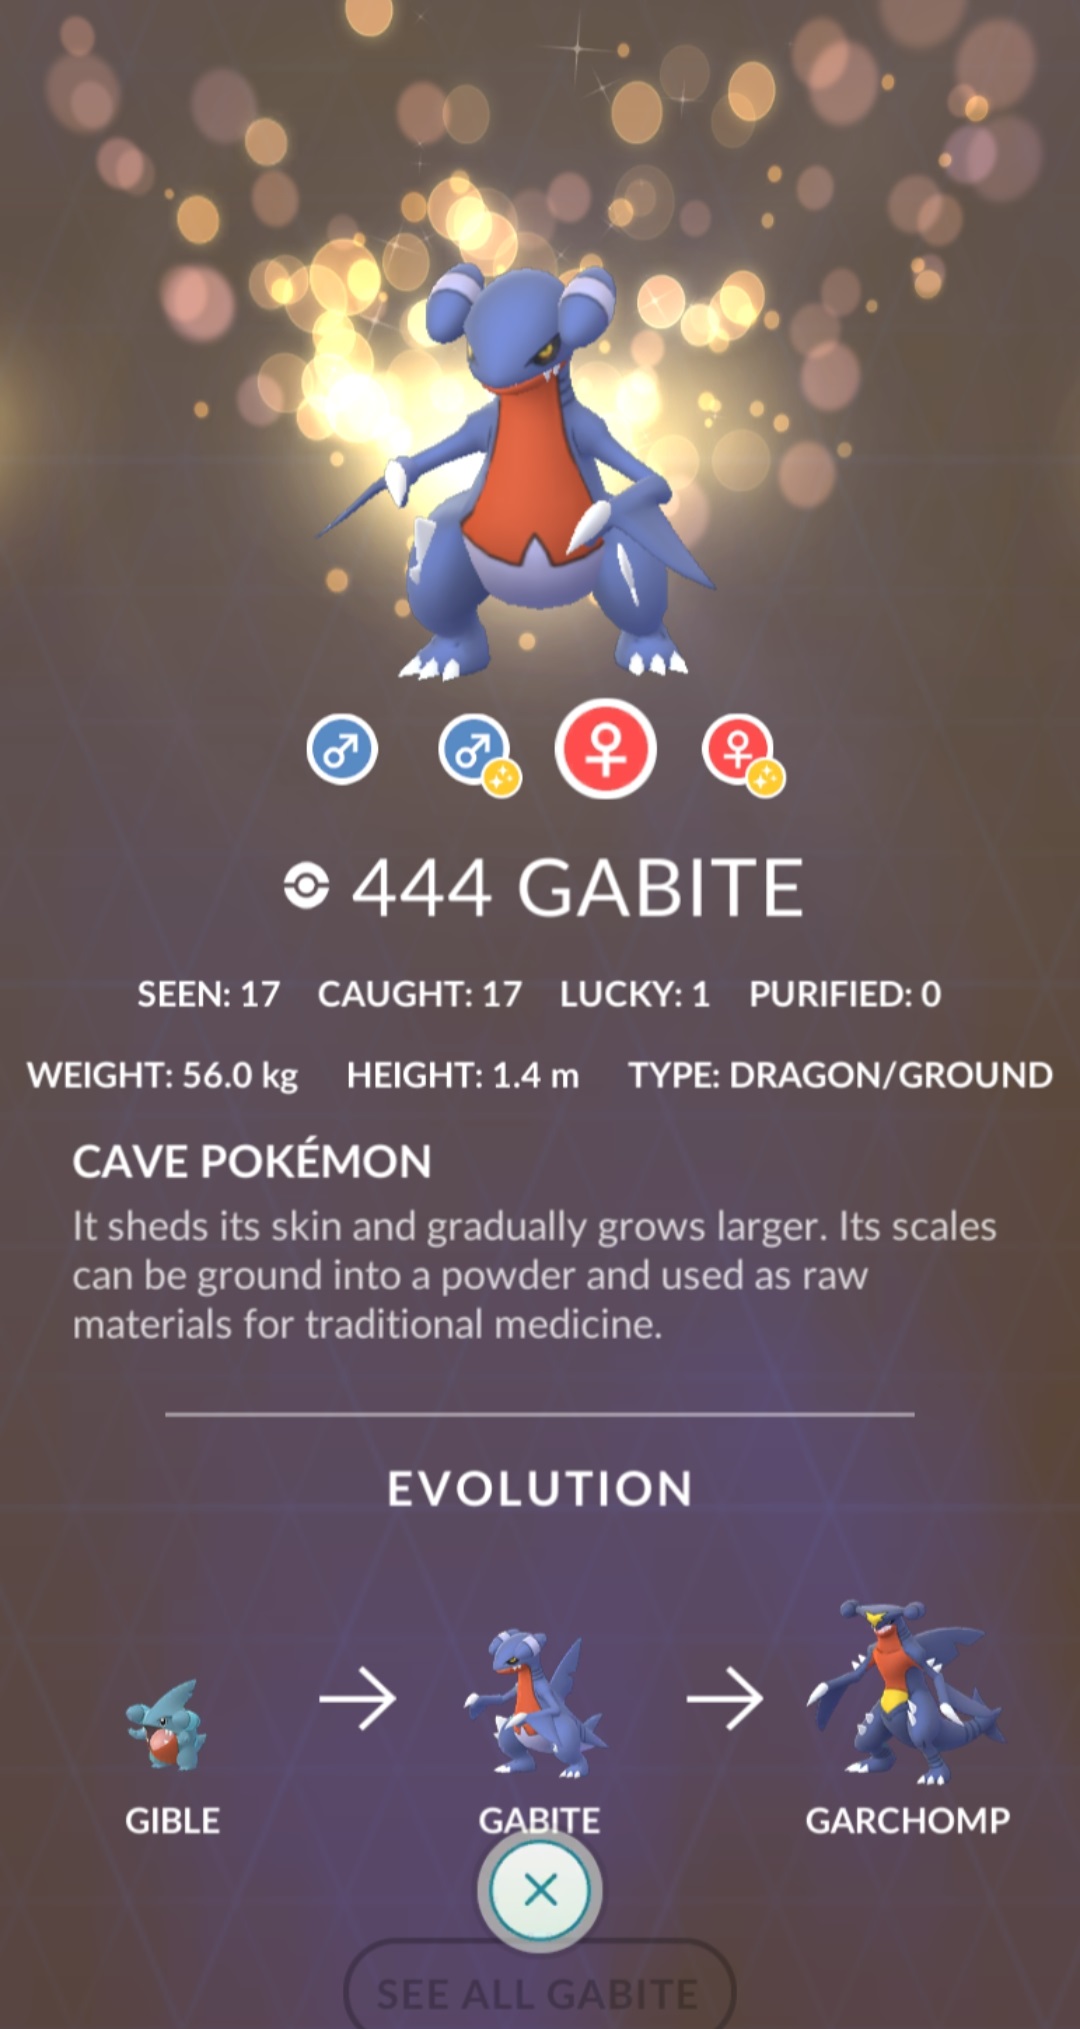 444 GABITE
SEEN: 17 CAUGHT: 17 LUCKY: 1 PURIFIED: 0
WEIGHT: 56.0 kg HEIGHT: 1.4 m TYPE: DRAGON/GROUND
CAVE POKÉMON
It sheds its skin and gradually grows larger. Its scales
can be ground into a powder and used as raw
materials for traditional medicine.
EVOLUTION
GIBLE GABITE GARCHOMP
SEE ALL GABITE